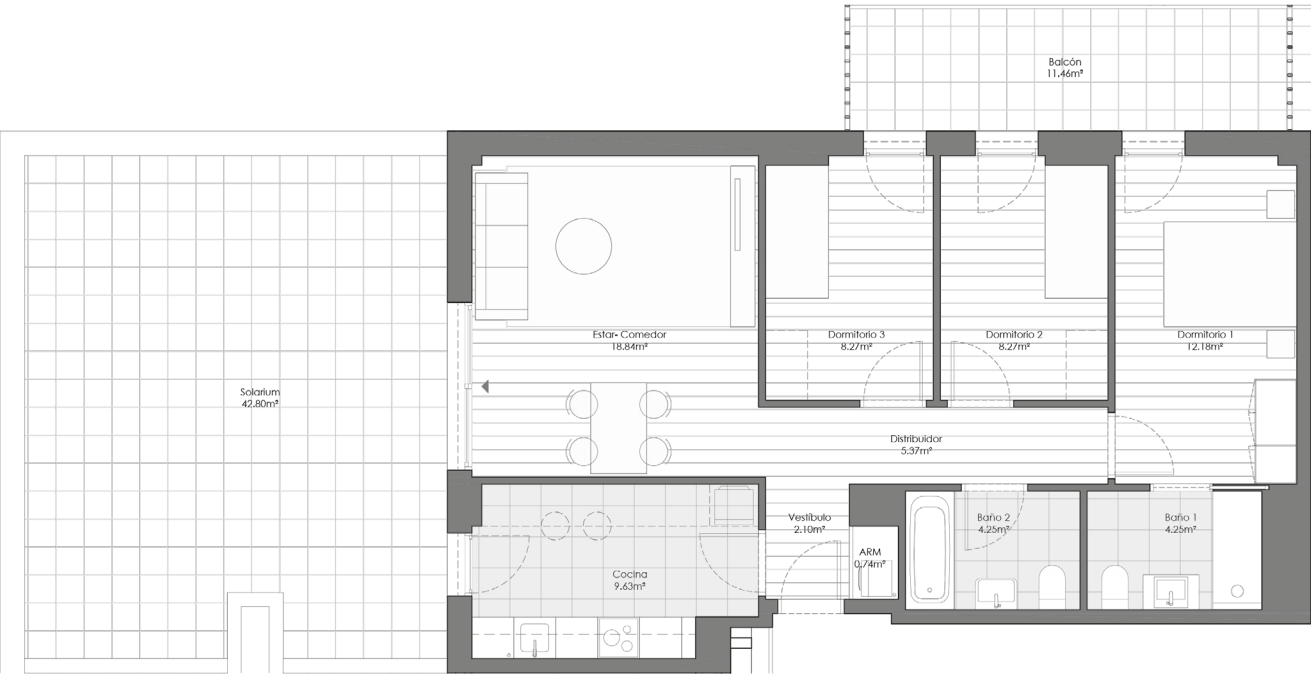 Balcón
11.46m²
Estar- Comedor
18.84m²
Dormitorio 3
8.27m²
Dormitorio 2
8.27m²
Dormitorio 1
12.18m²
Solarium
42.80m²
Distribuidor
5.37m²
Vestíbulo
2.10m²
Baño 2
4.25m²
Baño 1
4.25m²
ARM
0.74m²
Cocina
9.63m²